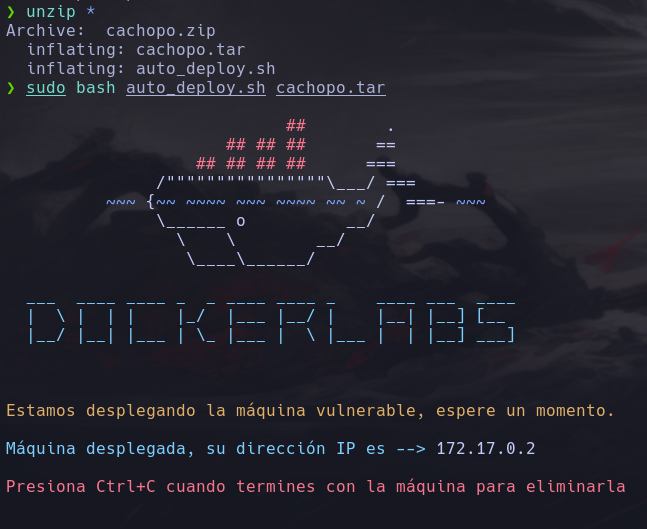 ❯ unzip *
Archive:  cachopo.zip
  inflating: cachopo.tar
  inflating: auto_deploy.sh
❯ sudo bash auto_deploy.sh cachopo.tar
                            ##        .
                      ## ## ##       ==
                   ## ## ## ##      ===
               /""""""""""""""""\___/ ===
          ~~~ {~~ ~~~~ ~~~ ~~~~ ~~ ~ /  ===- ~~~
               \______ o          __/
                 \    \        __/
                  \____\______/
  ___  ____ ____ _  _ ____ ____ _    ____ ___  ____
  |  \ |  | |    |_/  |___ |__/ |    |__| |__] [__
  |__/ |__| |___ | \_ |___ |  \ |___ |  | |__] ___]
Estamos desplegando la máquina vulnerable, espere un momento.
Máquina desplegada, su dirección IP es --> 172.17.0.2
Presiona Ctrl+C cuando termines con la máquina para eliminarla